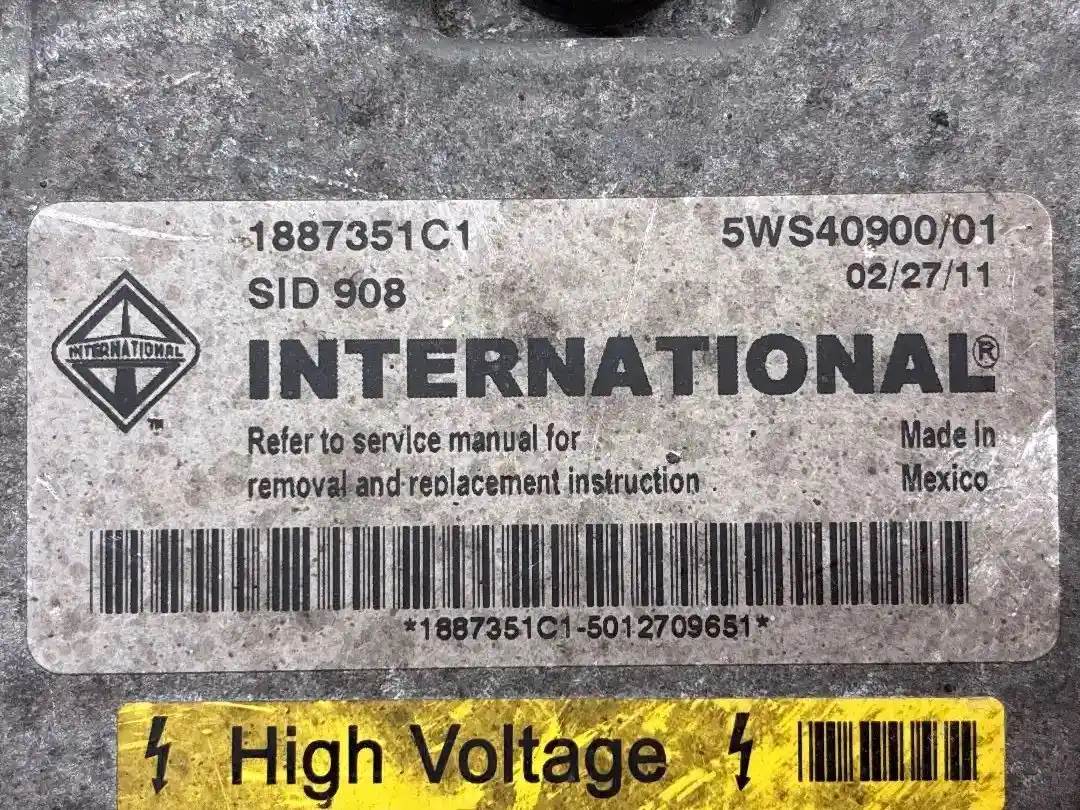 1887351C1 5WS40900/01
SID 908 02/27/11
INTERNATIONAL
TM
INTERNATIONAL®
Refer to service manual for Made in
removal and replacement instruction Mexico
*1887351C1-5012709651*
High Voltage